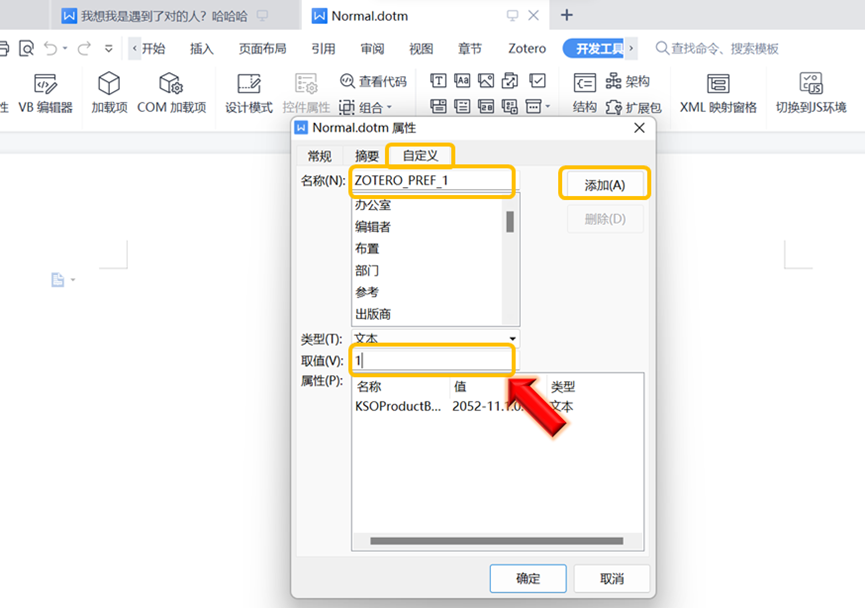 我想我是遇到了对的人？哈哈哈
Normal.dotm
开始 插入 页面布局 引用 审阅 视图 章节 Zotero 开发工具 查找命令、搜索模板
查看代码 架构
性 VB 编辑器 加载项 COM 加载项 设计模式 控件属性 组合 结构 扩展包 XML 映射窗格 切换到JS环境
Normal.dotm 属性
常规 摘要 自定义
名称(N): ZOTERO_PREF_1 添加(A)
办公室 删除(D)
编辑者
布置
部门
参考
出版商
类型(T): 文本
取值(V): 1
属性(P): 名称 值 类型
KSOProductB... 2052-11.1.0. 文本
确定 取消